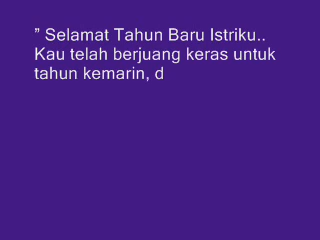 ” Selamat Tahun Baru Istriku..
Kau telah berjuang keras untuk
tahun kemarin, d